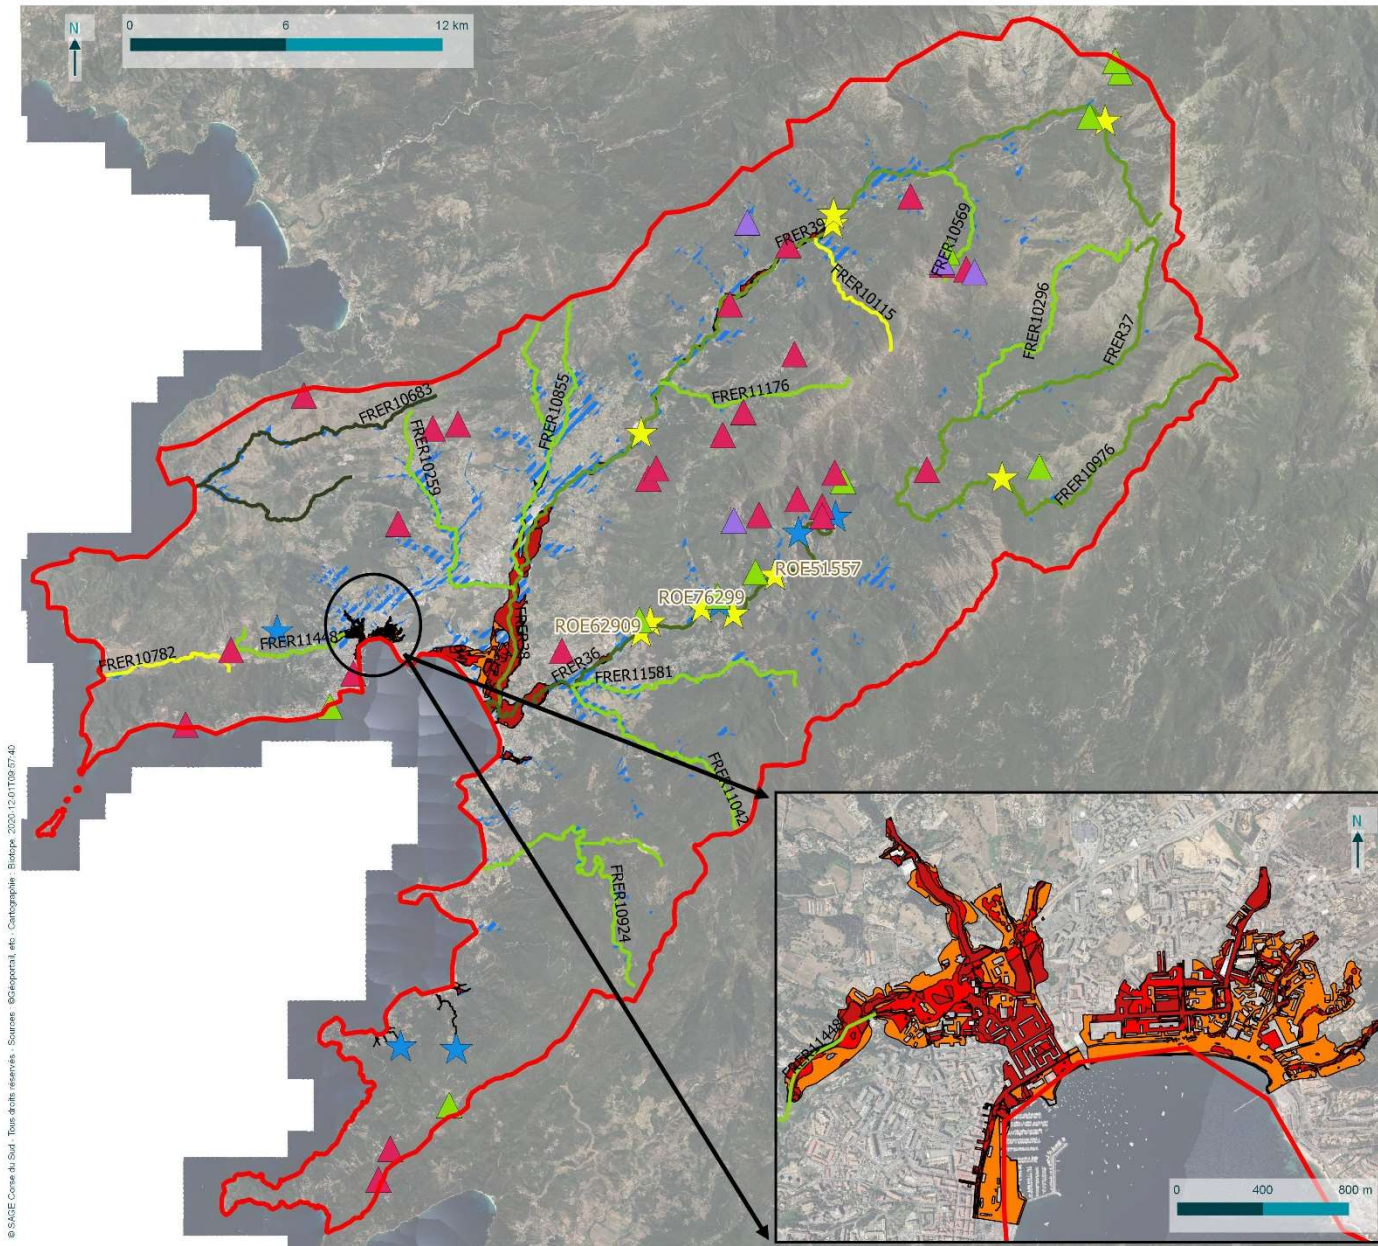 N
0 6 12 km
FRER39
FRER10569
FRER10115
FRER10296
FRER37
FRER11176
FRER10683
FRER10855
FRER10259
FRER10976
ROE51557
ROE76299
ROE62909
FRER38
FRER11448
FRER10782
FRER36
FRER11581
FRER11042
FRER10924
N
FRER11448
0 400 800 m
© SAGE Corse du Sud - Tous droits réservés - Sources : ©Géoportail, etc - Cartographie : Biotope, 2020-12-01T09:57:40